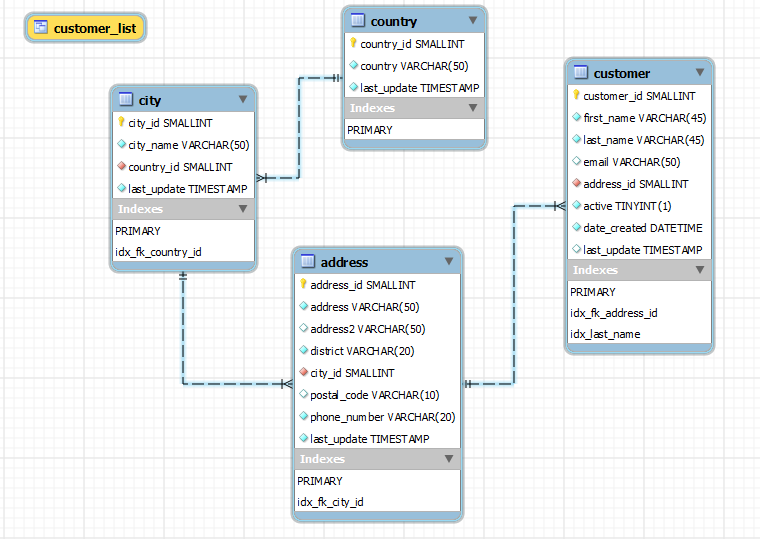 customer_list
country
country_id SMALLINT
country VARCHAR(50)
last_update TIMESTAMP
Indexes
PRIMARY
city
city_id SMALLINT
city_name VARCHAR(50)
country_id SMALLINT
last_update TIMESTAMP
Indexes
PRIMARY
idx_fk_country_id
customer
customer_id SMALLINT
first_name VARCHAR(45)
last_name VARCHAR(45)
email VARCHAR(50)
address_id SMALLINT
active TINYINT(1)
date_created DATETIME
last_update TIMESTAMP
Indexes
PRIMARY
idx_fk_address_id
idx_last_name
address
address_id SMALLINT
address VARCHAR(50)
address2 VARCHAR(50)
district VARCHAR(20)
city_id SMALLINT
postal_code VARCHAR(10)
phone_number VARCHAR(20)
last_update TIMESTAMP
Indexes
PRIMARY
idx_fk_city_id